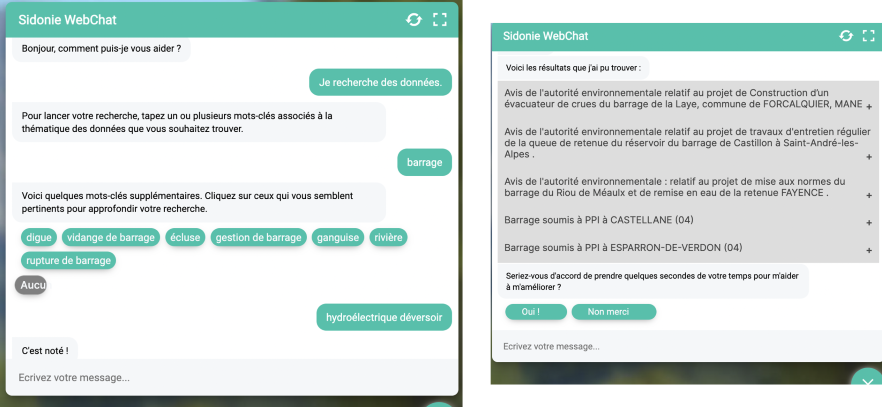 Sidonie WebChat
Bonjour, comment puis-je vous aider ?
Je recherche des données.
Pour lancer votre recherche, tapez un ou plusieurs mots-clés associés à la
thématique des données que vous souhaitez trouver.
barrage
Voici quelques mots-clés supplémentaires. Cliquez sur ceux qui vous semblent
pertinents pour approfondir votre recherche.
digue vidange de barrage écluse gestion de barrage ganguise rivière
rupture de barrage
Aucu
hydroélectrique déversoir
C'est noté !
Ecrivez votre message...
Sidonie WebChat
Voici les résultats que j'ai pu trouver :
Avis de l'autorité environnementale relatif au projet de Construction d'un
évacuateur de crues du barrage de la Laye, commune de FORCALQUIER, MANE +
Avis de l'autorité environnementale relatif au projet de travaux d'entretien régulier
de la queue de retenue du réservoir du barrage de Castillon à Saint-André-les-
Alpes . +
Avis de l'autorité environnementale : relatif au projet de mise aux normes du
barrage du Riou de Méaulx et de remise en eau de la retenue FAYENCE . +
Barrage soumis à PPI à CASTELLANE (04) +
Barrage soumis à PPI à ESPARRON-DE-VERDON (04) +
Seriez-vous d'accord de prendre quelques secondes de votre temps pour m'aider
à m'améliorer ?
Oui ! Non merci
Ecrivez votre message...